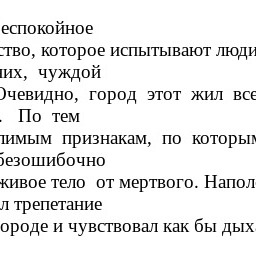 еспокойное
ство, которое испытывают люди
них, чуждой
Очевидно, город этот жил все
. По тем
лимым признакам, по которым
безошибочно
живое тело от мертвого. Напол
л трепетание
ороде и чувствовал как бы дых